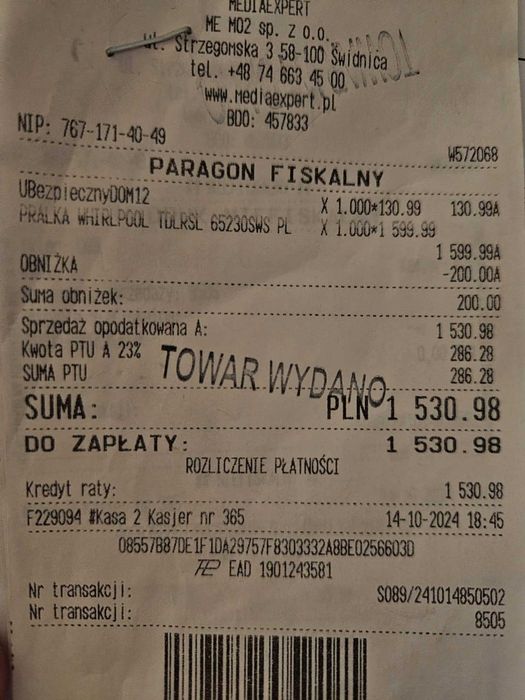 MEDIAEXPERT
ME M02 sp. z o.o.
ul. Strzegomska 3 58-100 Świdnica
tel. +48 74 663 45 00
www.mediaexpert.pl
BDO: 457833
NIP: 767-171-40-49
W572068
PARAGON FISKALNY
UBezpiecznyDOM12 X 1.000*130.99 130.99A
PRALKA WHIRLPOOL TDLRSL 65230SWS PL X 1.000*1 599.99
1 599.99A
OBNIŻKA -200.00A
Suma obniżek: 200.00
Sprzedaż opodatkowana A: 1 530.98
Kwota PTU A 23% 286.28
SUMA PTU 286.28
TOWAR WYDANO
SUMA: PLN 1 530.98
DO ZAPŁATY: 1 530.98
ROZLICZENIE PŁATNOŚCI
Kredyt raty: 1 530.98
F229094 #Kasa 2 Kasjer nr 365 14-10-2024 18:45
08557B87DE1F1DA29757F8303332A8BE0256603D
EAD 1901243581
Nr transakcji: S089/241014850502
Nr transakcji: 8505